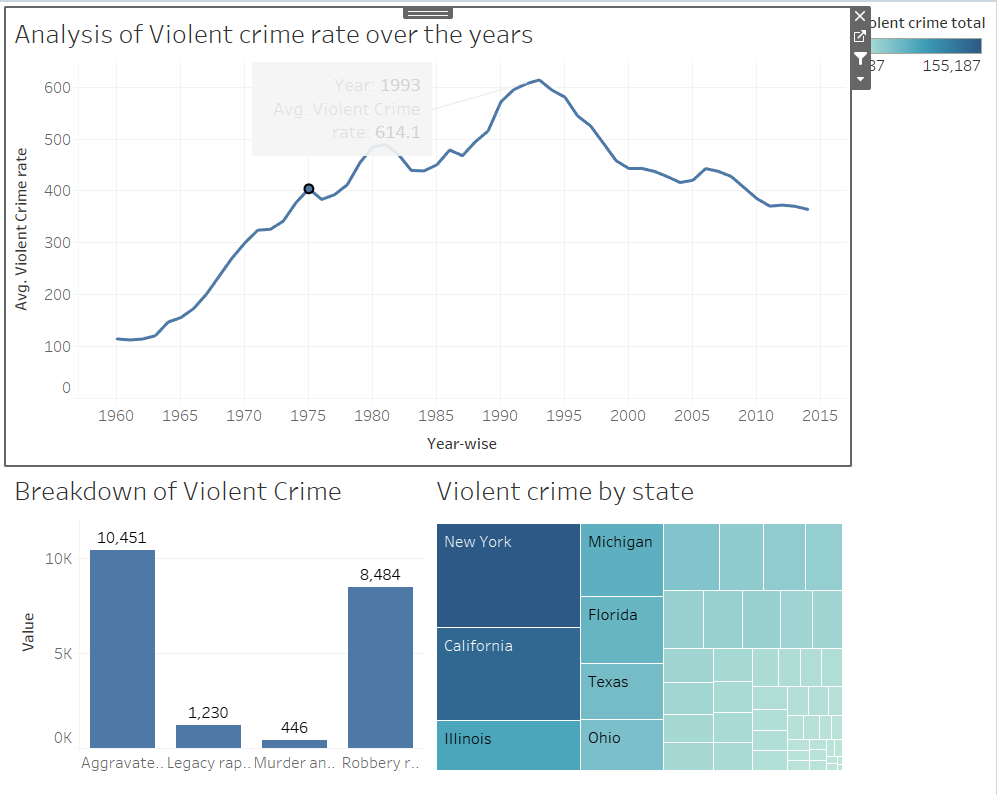 Analysis of Violent crime rate over the years
olent crime total
37
155,187
Year: 1993
Avg. Violent Crime
rate: 614.1
Avg. Violent Crime rate
600
500
400
300
200
100
0
1960 1965 1970 1975 1980 1985 1990 1995 2000 2005 2010 2015
Year-wise
Breakdown of Violent Crime
Value
10K
5K
0K
10,451
1,230
446
8,484
Aggravate.. Legacy rap.. Murder an.. Robbery r..
Violent crime by state
New York
California
Illinois
Michigan
Florida
Texas
Ohio